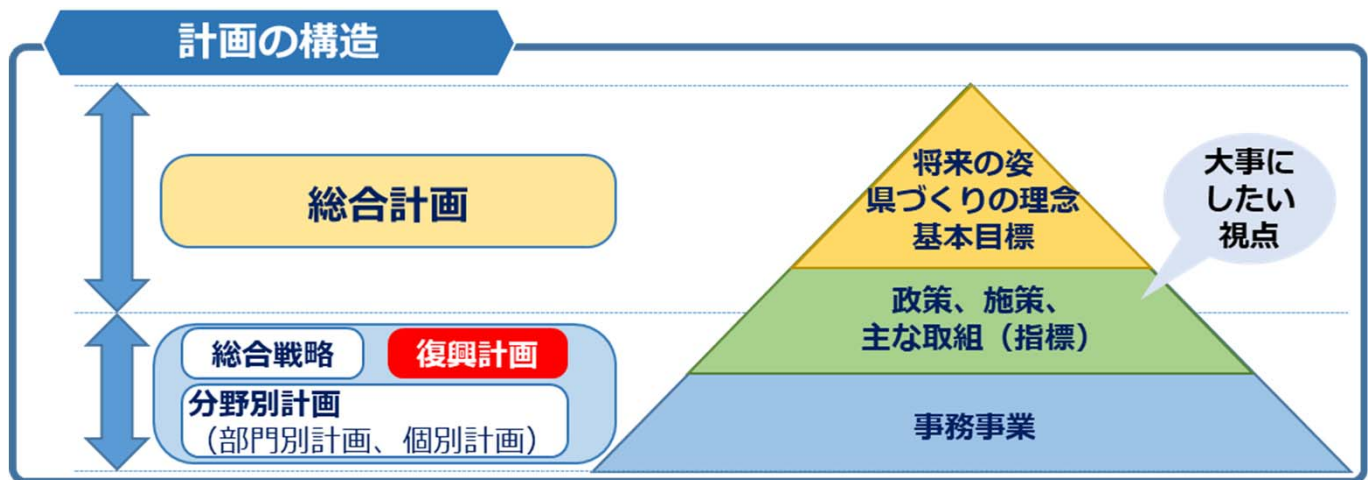 計画の構造
総合計画
総合戦略
復興計画
分野別計画
（部門別計画、個別計画）
将来の姿
県づくりの理念
基本目標
大事に
したい
視点
政策、施策、
主な取組（指標）
事務事業